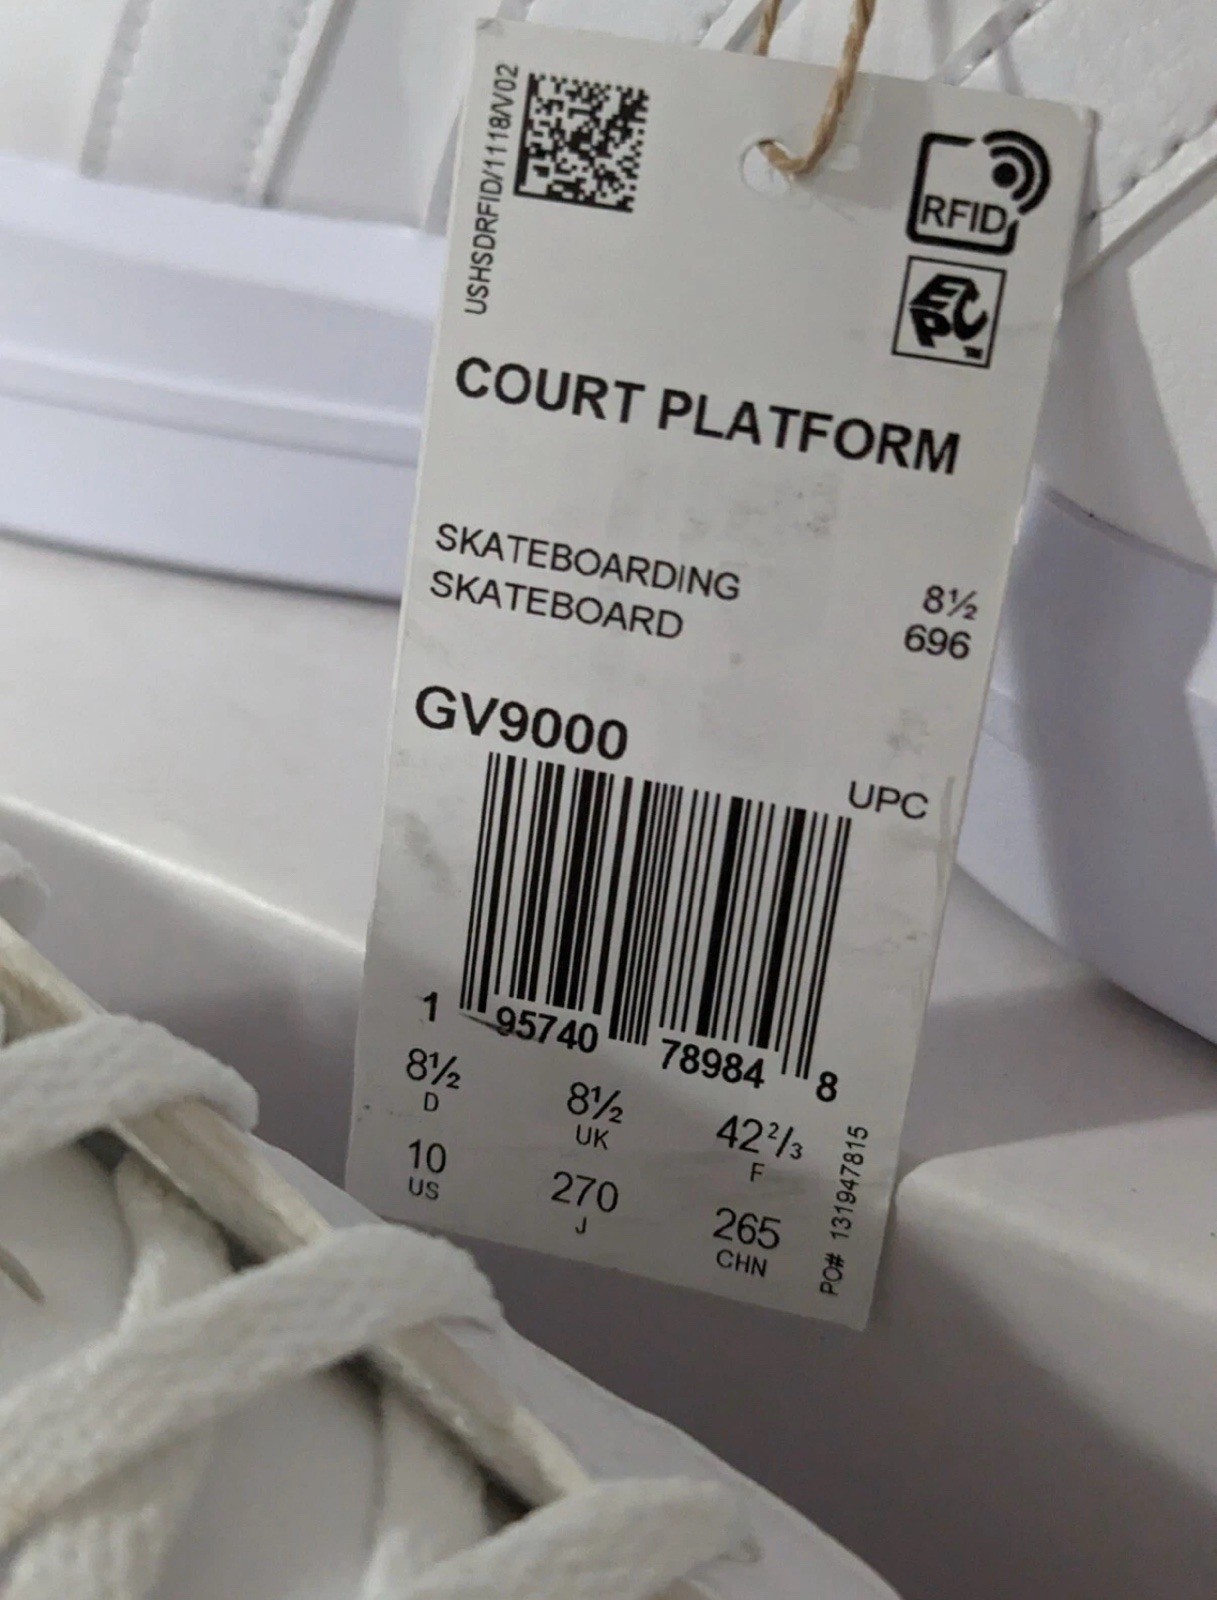 USHSDRFID/1118/V02
RFID
EPC™
COURT PLATFORM
SKATEBOARDING 8½
SKATEBOARD 696
GV9000
UPC
1 95740 78984 8
8½ 8½ 42⅔
D UK F
10 270 265
US J CHN
PO# 131947815